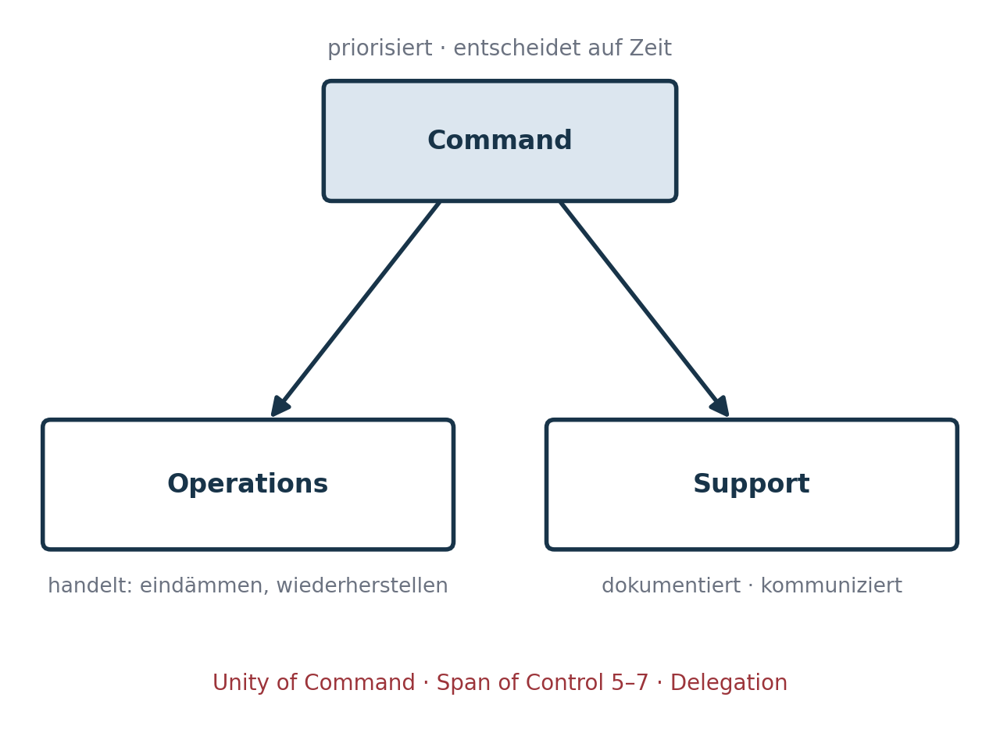 priorisiert · entscheidet auf Zeit
Command
Operations
Support
handelt: eindämmen, wiederherstellen
dokumentiert · kommuniziert
Unity of Command · Span of Control 5–7 · Delegation